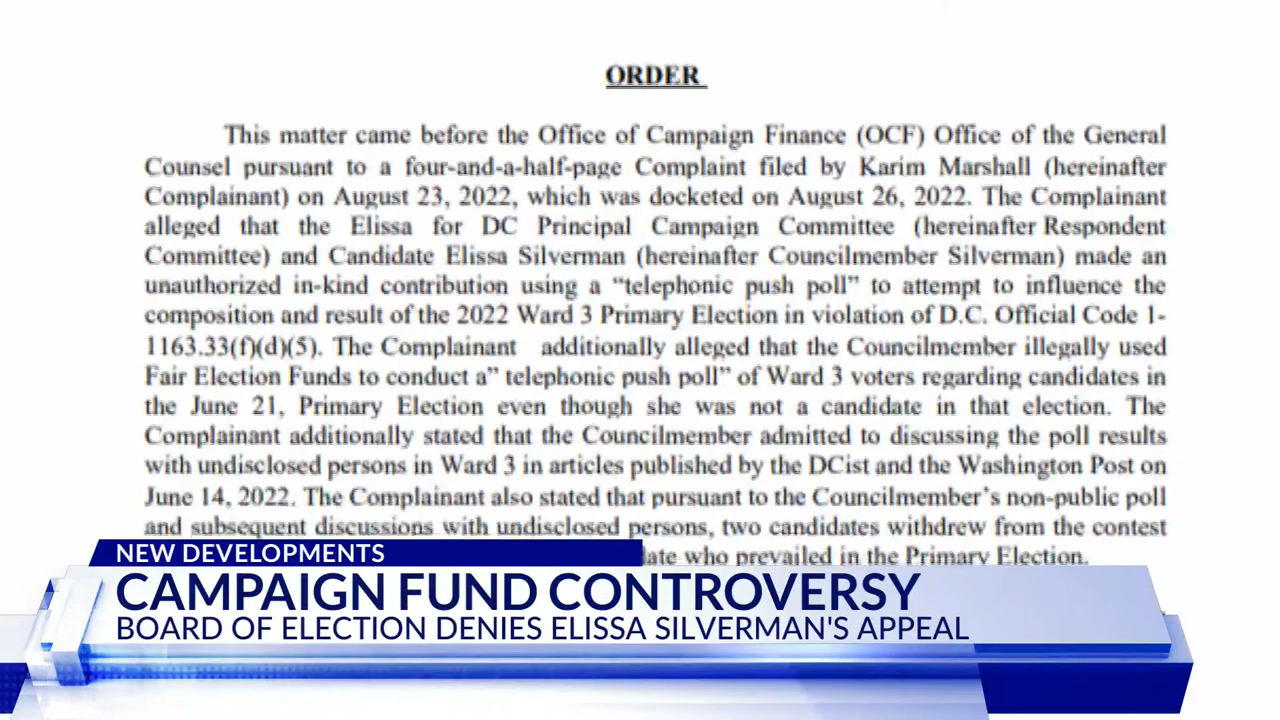 ORDER
This matter came before the Office of Campaign Finance (OCF) Office of the General
Counsel pursuant to a four-and-a-half-page Complaint filed by Karim Marshall (hereinafter
Complainant) on August 23, 2022, which was docketed on August 26, 2022. The Complainant
alleged that the Elissa for DC Principal Campaign Committee (hereinafter Respondent
Committee) and Candidate Elissa Silverman (hereinafter Councilmember Silverman) made an
unauthorized in-kind contribution using a “telephonic push poll” to attempt to influence the
composition and result of the 2022 Ward 3 Primary Election in violation of D.C. Official Code 1-
1163.33(f)(d)(5). The Complainant additionally alleged that the Councilmember illegally used
Fair Election Funds to conduct a” telephonic push poll” of Ward 3 voters regarding candidates in
the June 21, Primary Election even though she was not a candidate in that election. The
Complainant additionally stated that the Councilmember admitted to discussing the poll results
with undisclosed persons in Ward 3 in articles published by the DCist and the Washington Post on
June 14, 2022. The Complainant also stated that pursuant to the Councilmember’s non-public poll
and subsequent discussions with undisclosed persons, two candidates withdrew from the contest
who prevailed in the Primary Election.
NEW DEVELOPMENTS
CAMPAIGN FUND CONTROVERSY
BOARD OF ELECTION DENIES ELISSA SILVERMAN'S APPEAL